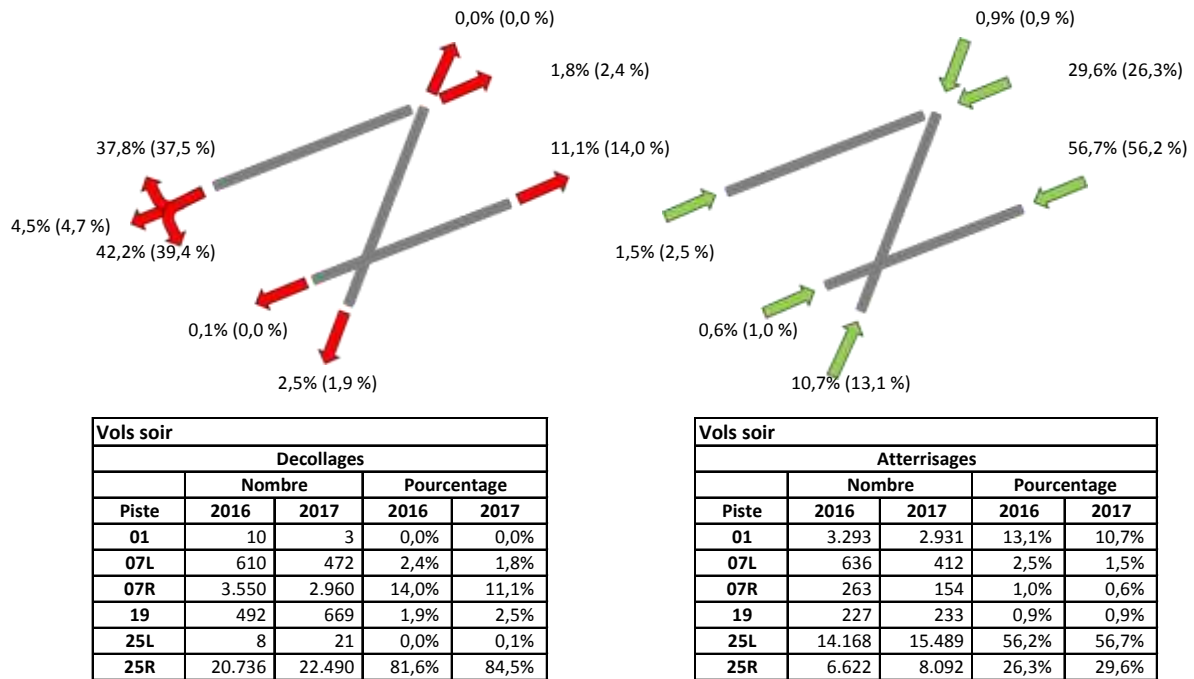 0,0% (0,0 %)
1,8% (2,4 %)
37,8% (37,5 %)
11,1% (14,0 %)
4,5% (4,7 %)
42,2% (39,4 %)
0,1% (0,0 %)
2,5% (1,9 %)
0,9% (0,9 %)
29,6% (26,3%)
56,7% (56,2 %)
1,5% (2,5 %)
0,6% (1,0 %)
10,7% (13,1 %)
Vols soir
Decollages
Nombre Pourcentage
Piste 2016 2017 2016 2017
01 10 3 0,0% 0,0%
07L 610 472 2,4% 1,8%
07R 3.550 2.960 14,0% 11,1%
19 492 669 1,9% 2,5%
25L 8 21 0,0% 0,1%
25R 20.736 22.490 81,6% 84,5%
Vols soir
Atterrisages
Nombre Pourcentage
Piste 2016 2017 2016 2017
01 3.293 2.931 13,1% 10,7%
07L 636 412 2,5% 1,5%
07R 263 154 1,0% 0,6%
19 227 233 0,9% 0,9%
25L 14.168 15.489 56,2% 56,7%
25R 6.622 8.092 26,3% 29,6%